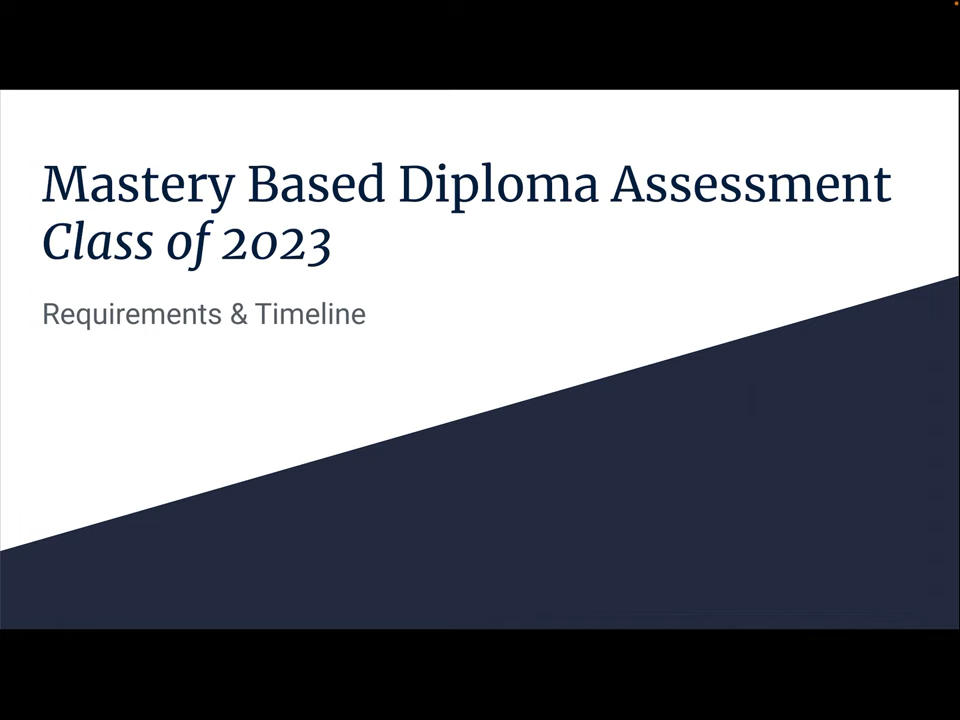 Mastery Based Diploma Assessment
Class of 2023
Requirements & Timeline